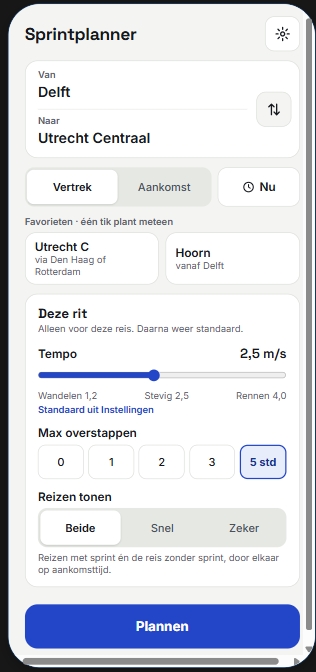 Sprintplanner
Van
Delft
Naar
Utrecht Centraal
Vertrek
Aankomst
Nu
Favorieten · één tik plant meteen
Utrecht C
via Den Haag of
Rotterdam
Hoorn
vanaf Delft
Deze rit
Alleen voor deze reis. Daarna weer standaard.
Tempo
2,5 m/s
Wandelen 1,2
Stevig 2,5
Rennen 4,0
Standaard uit Instellingen
Max overstappen
0
1
2
3
5 std
Reizen tonen
Beide
Snel
Zeker
Reizen met sprint én de reis zonder sprint, door elkaar
op aankomsttijd.
Plannen